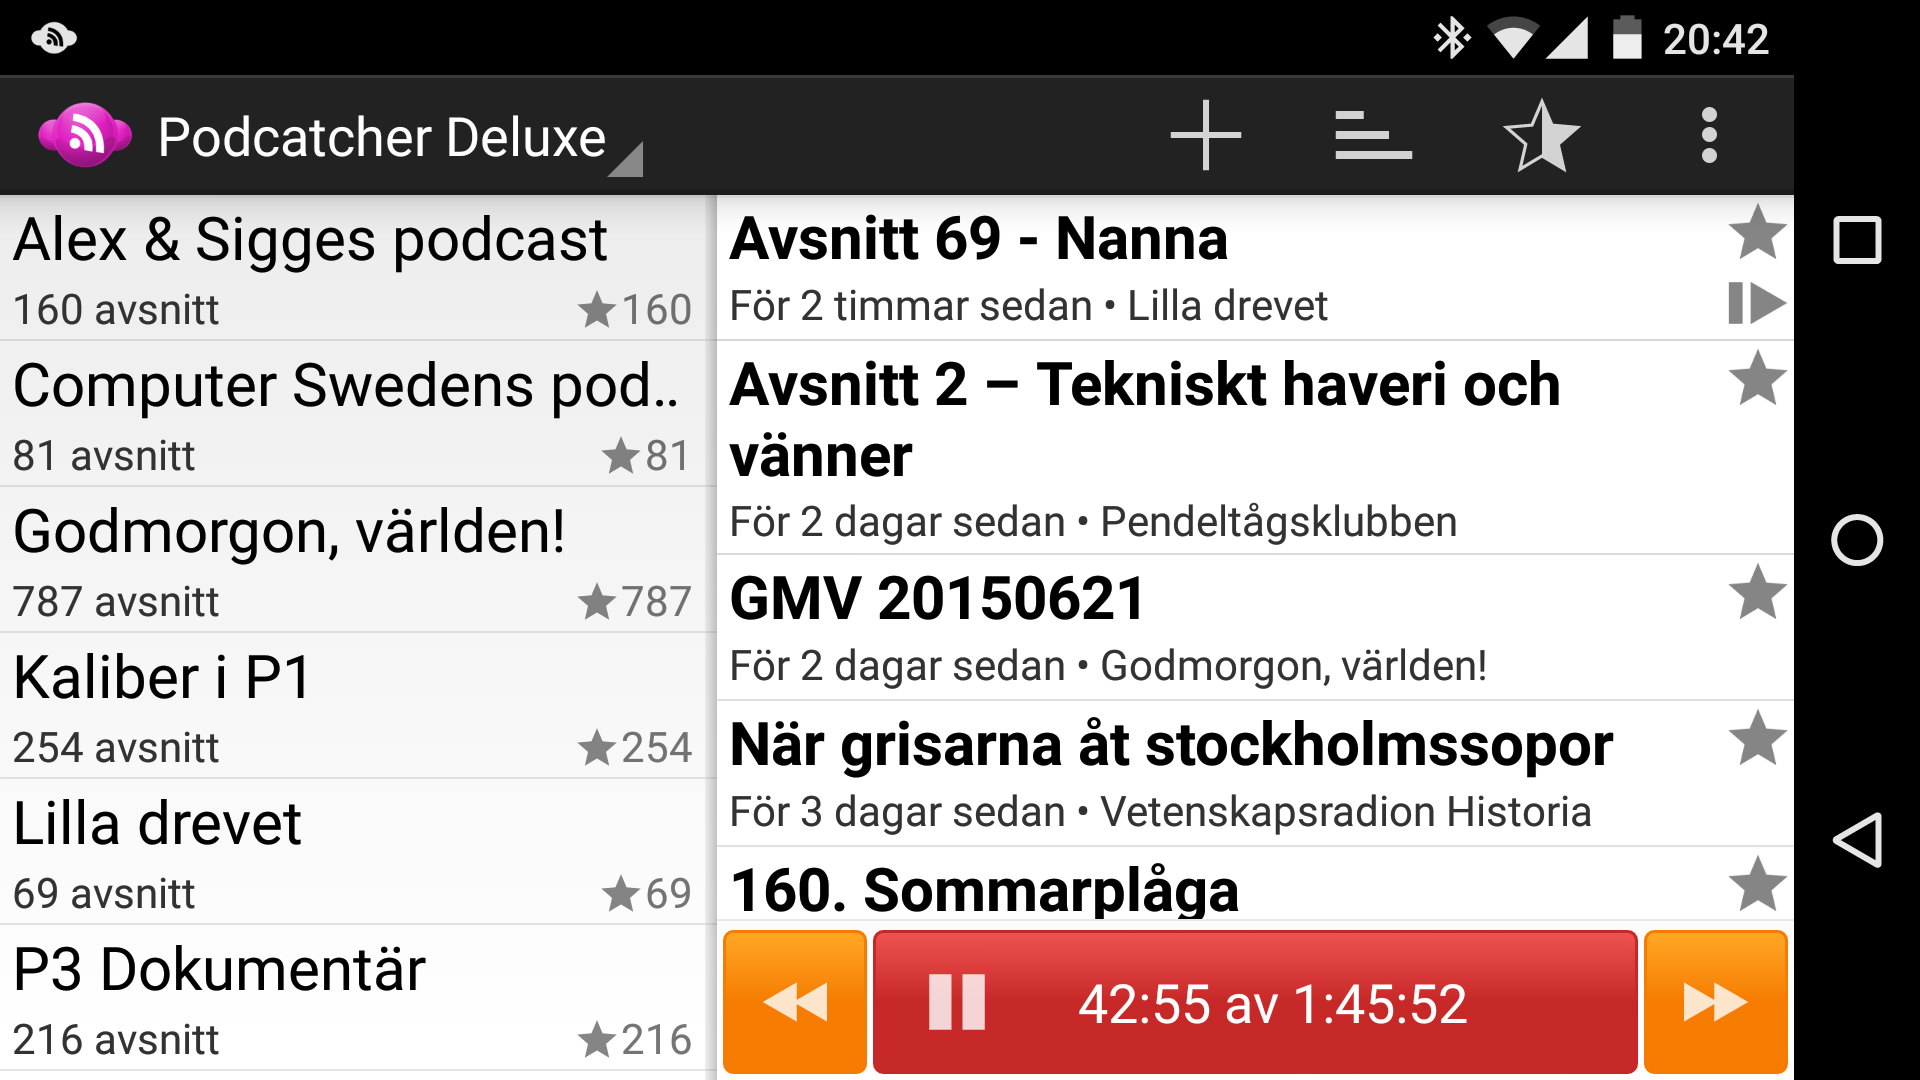 20:42
Podcatcher Deluxe
Alex & Sigges podcast
160 avsnitt
160
Computer Swedens pod..
81 avsnitt
81
Godmorgon, världen!
787 avsnitt
787
Kaliber i P1
254 avsnitt
254
Lilla drevet
69 avsnitt
69
P3 Dokumentär
216 avsnitt
216
Avsnitt 69 - Nanna
För 2 timmar sedan • Lilla drevet
Avsnitt 2 – Tekniskt haveri och
vänner
För 2 dagar sedan • Pendeltågsklubben
GMV 20150621
För 2 dagar sedan • Godmorgon, världen!
När grisarna åt stockholmssopor
För 3 dagar sedan • Vetenskapsradion Historia
160. Sommarplåga
42:55 av 1:45:52